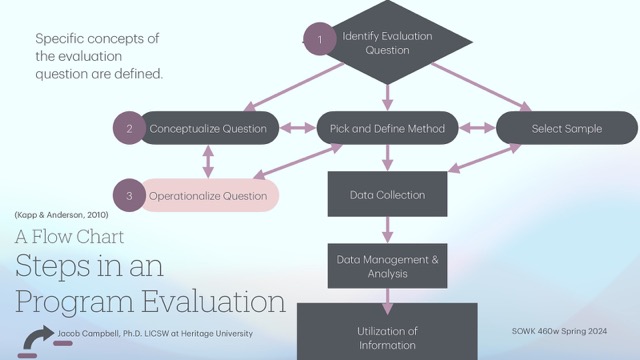 Specific concepts of
the evaluation
question are defined.
1
Identify Evaluation
Question
2
Conceptualize Question
Pick and Define Method
Select Sample
3
Operationalize Question
Data Collection
(Kapp & Anderson, 2010)
A Flow Chart
Steps in an
Program Evaluation
Data Management &
Analysis
Jacob Campbell, Ph.D. LICSW at Heritage University
Utilization of
Information
SOWK 460w Spring 2024